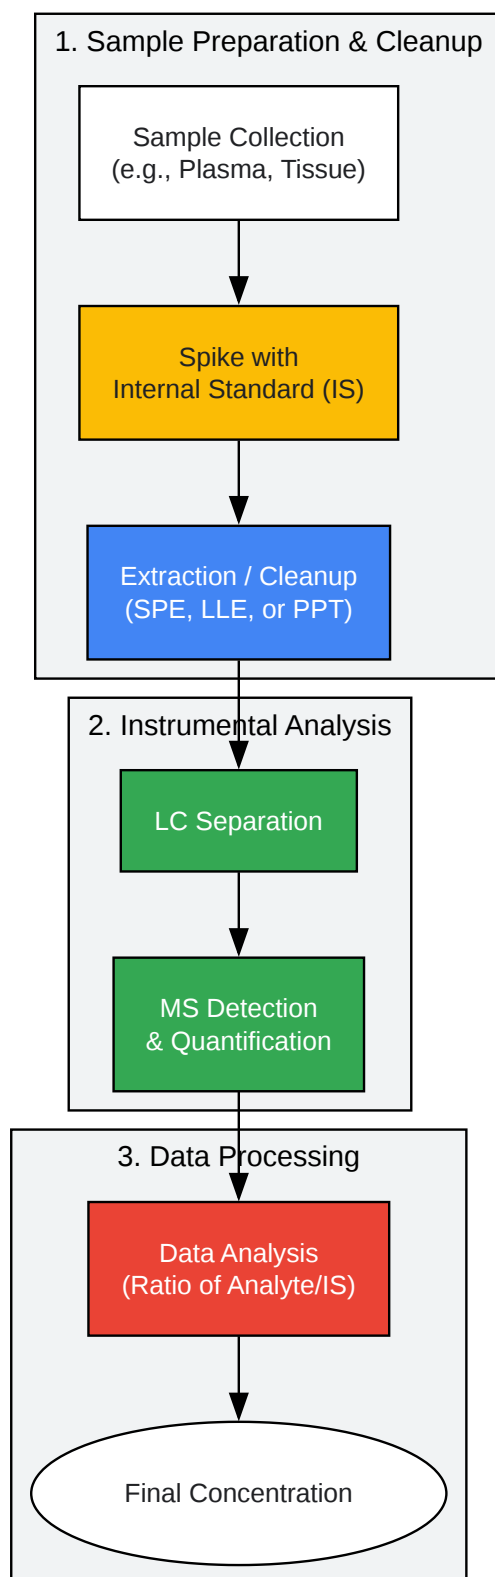 1. Sample Preparation & Cleanup
Sample Collection
(e.g., Plasma, Tissue)
Spike with
Internal Standard (IS)
Extraction / Cleanup
(SPE, LLE, or PPT)
2. Instrumental Analysis
LC Separation
MS Detection
& Quantification
3. Data Processing
Data Analysis
(Ratio of Analyte/IS)
Final Concentration